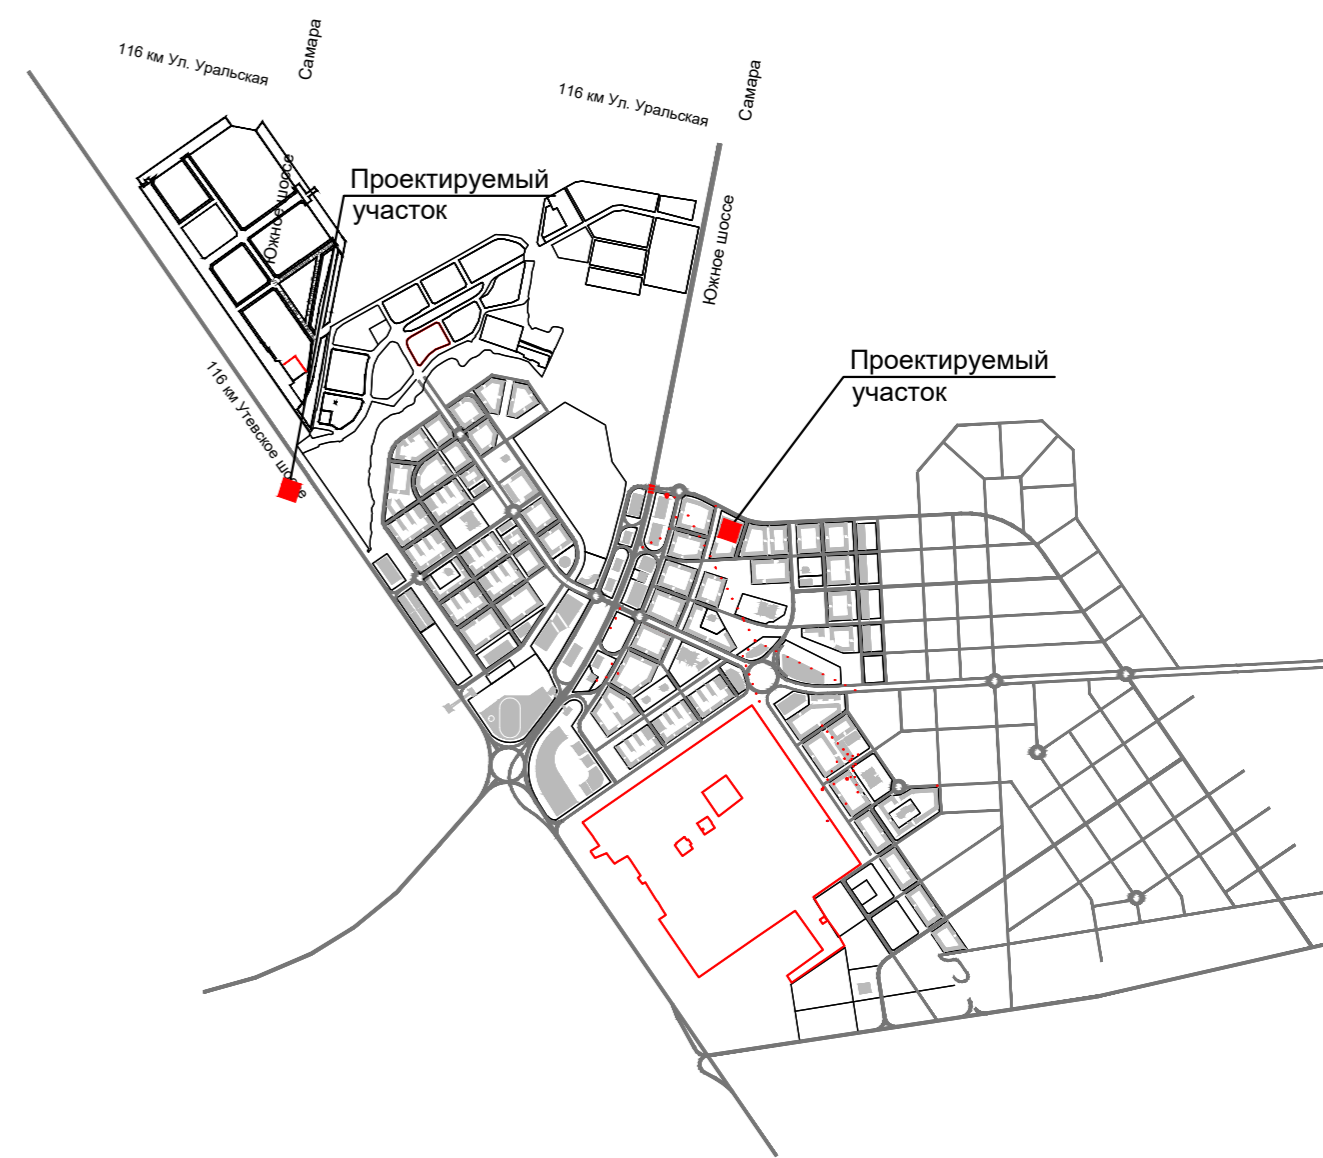 116 км Ул. Уральская
Самара
116 км Ул. Уральская
Самара
Южное шоссе
Проектируемый
участок
Южное шоссе
Проектируемый
участок
116 км Утевское шоссе